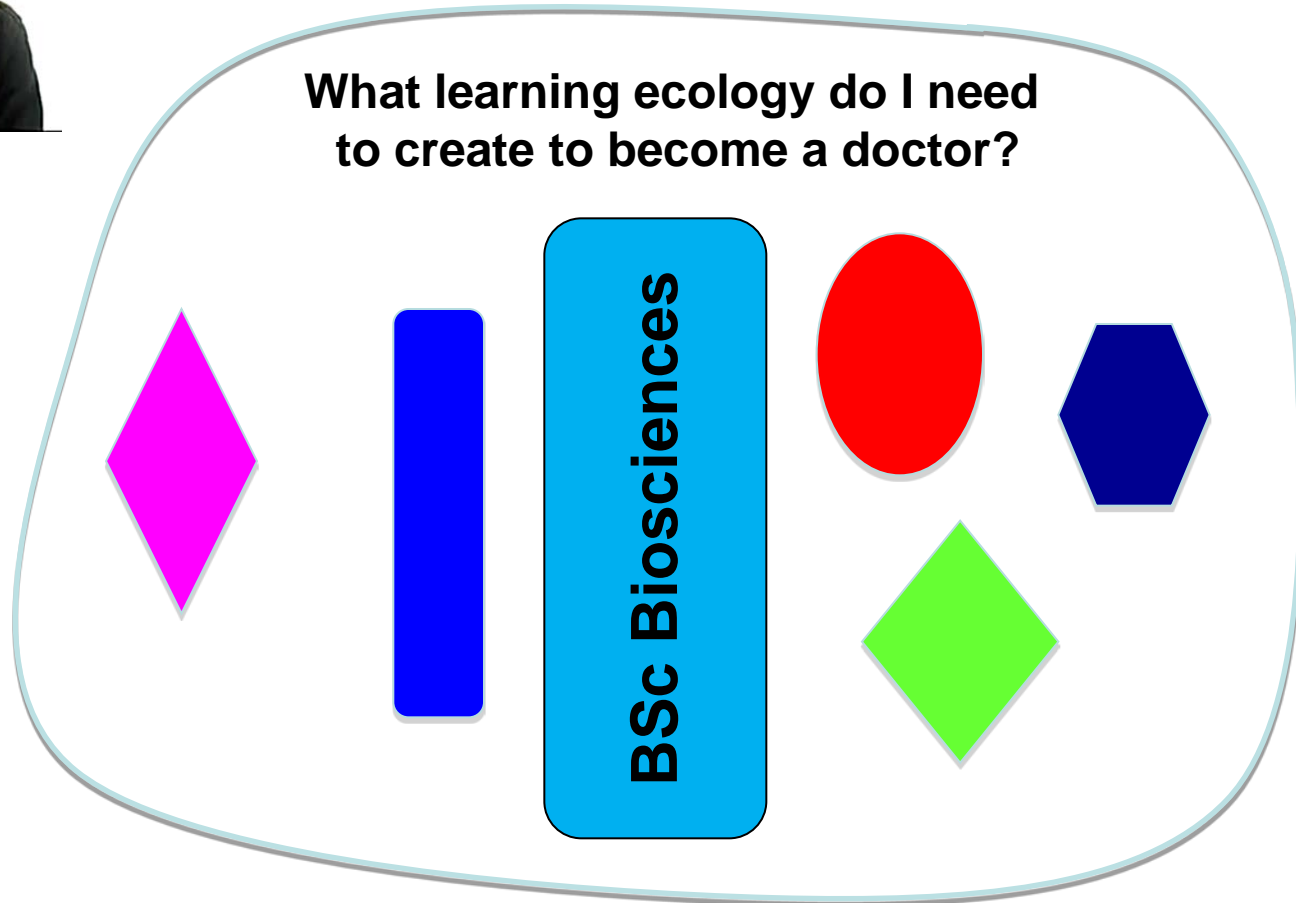 What learning ecology do I need
to create to become a doctor?
BSc Biosciences